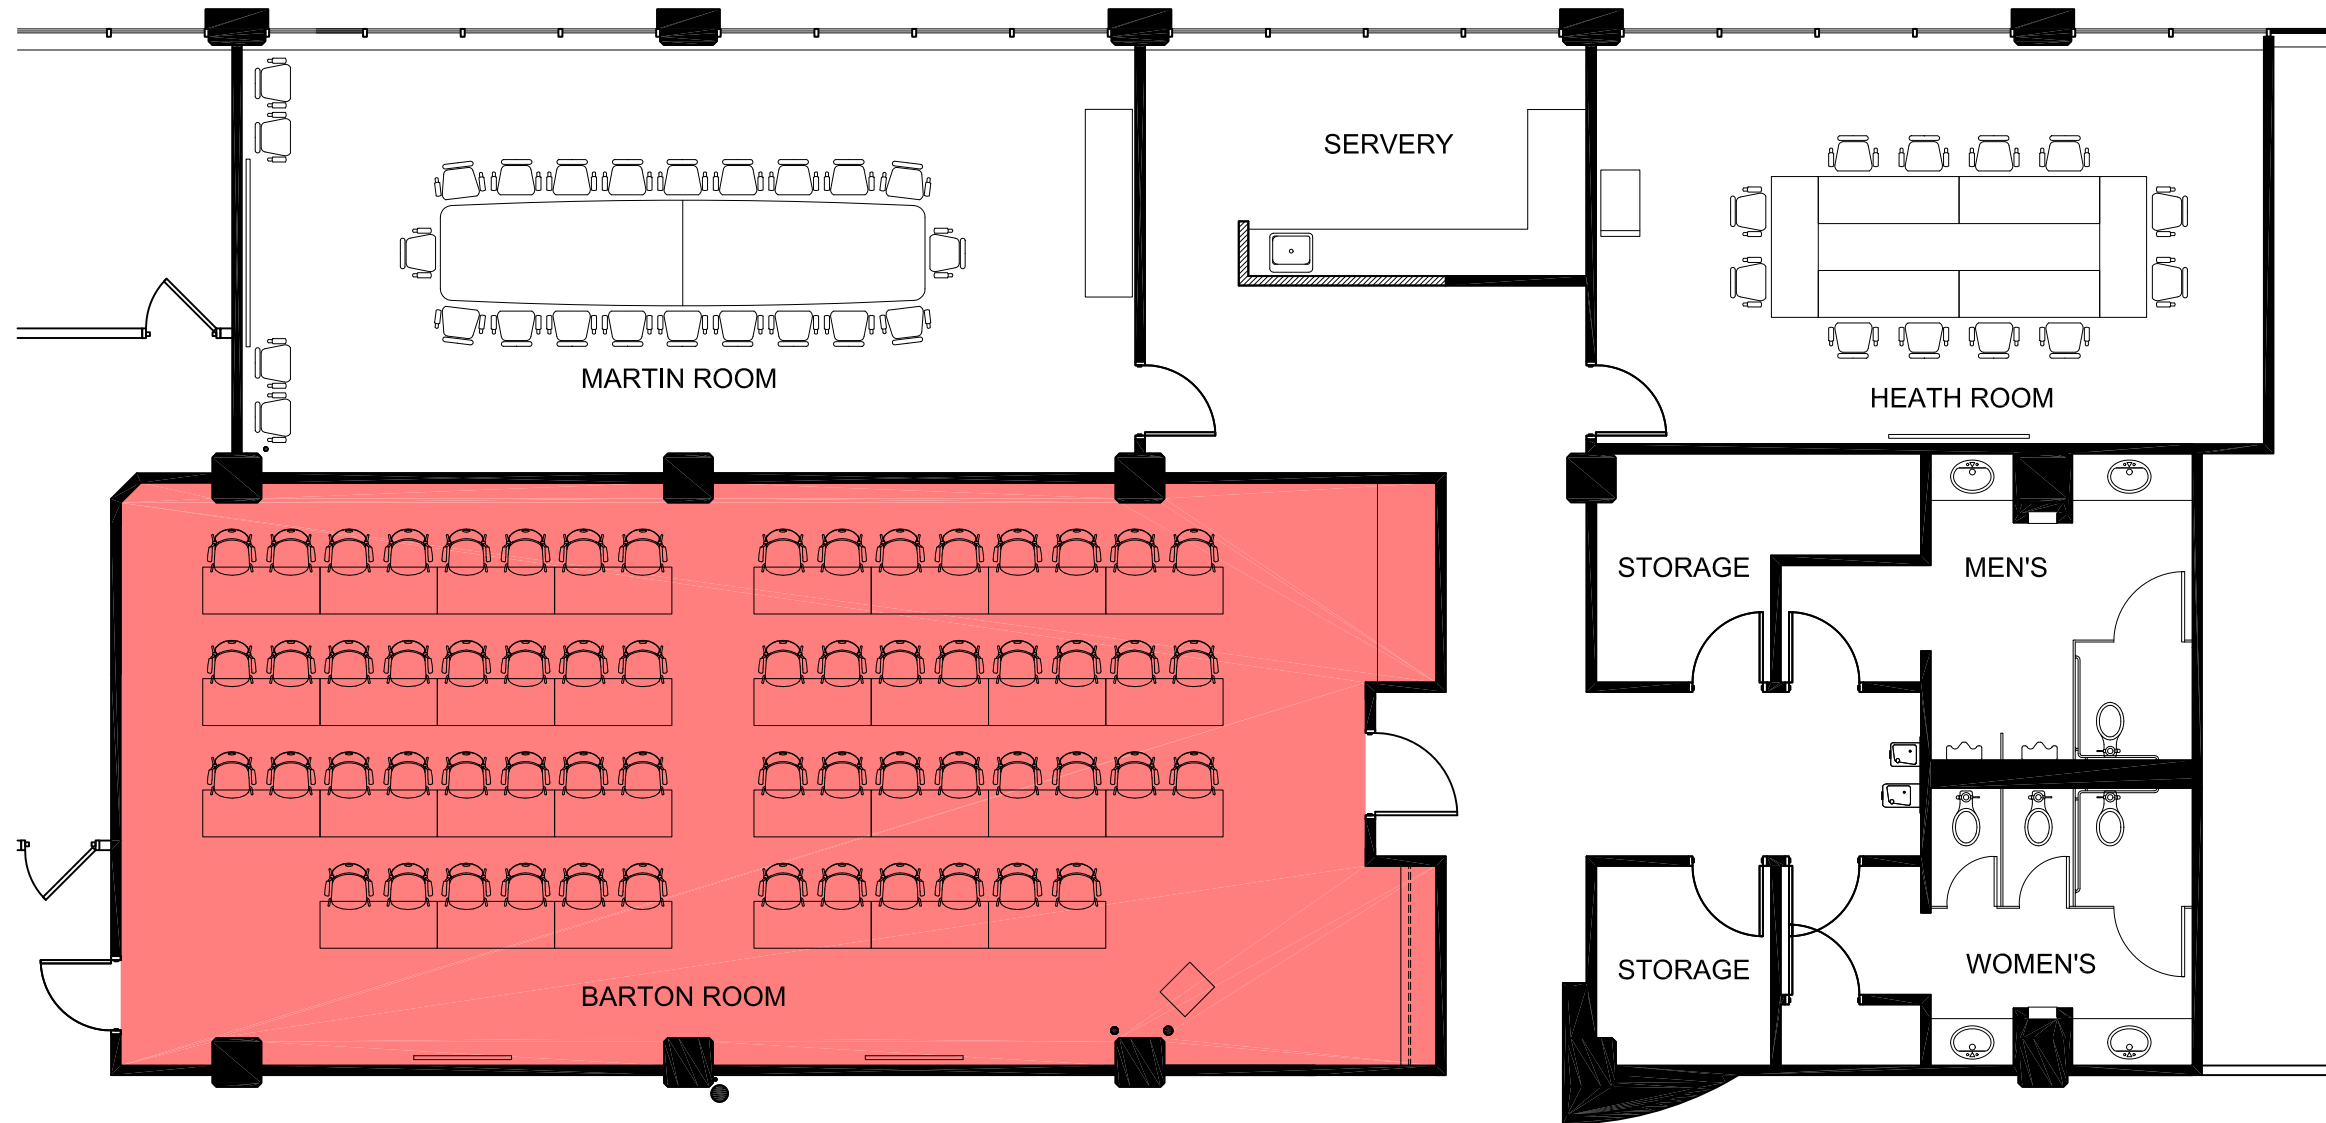 SERVERY
MARTIN ROOM
HEATH ROOM
STORAGE
MEN'S
BARTON ROOM
STORAGE
WOMEN'S